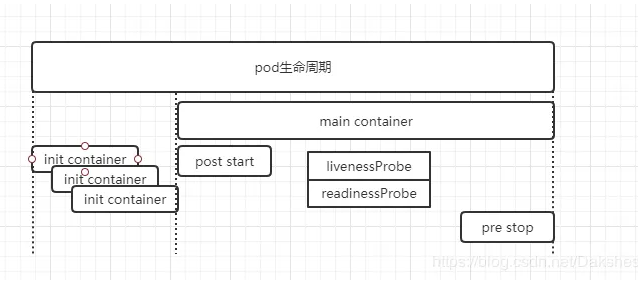 pod生命周期
main container
init container
post start
livenessProbe
init container
readinessProbe
init container
pre stop
https://blog.csdn.net/Dakshes